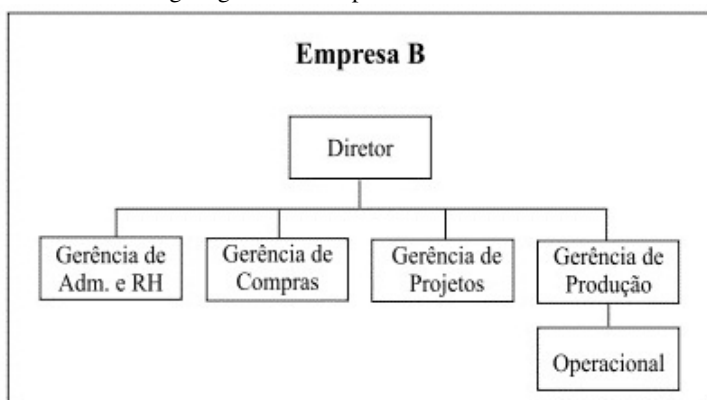 Empresa B
Diretor
Gerência de
Adm. e RH
Gerência de
Compras
Gerência de
Projetos
Gerência de
Produção
Operacional